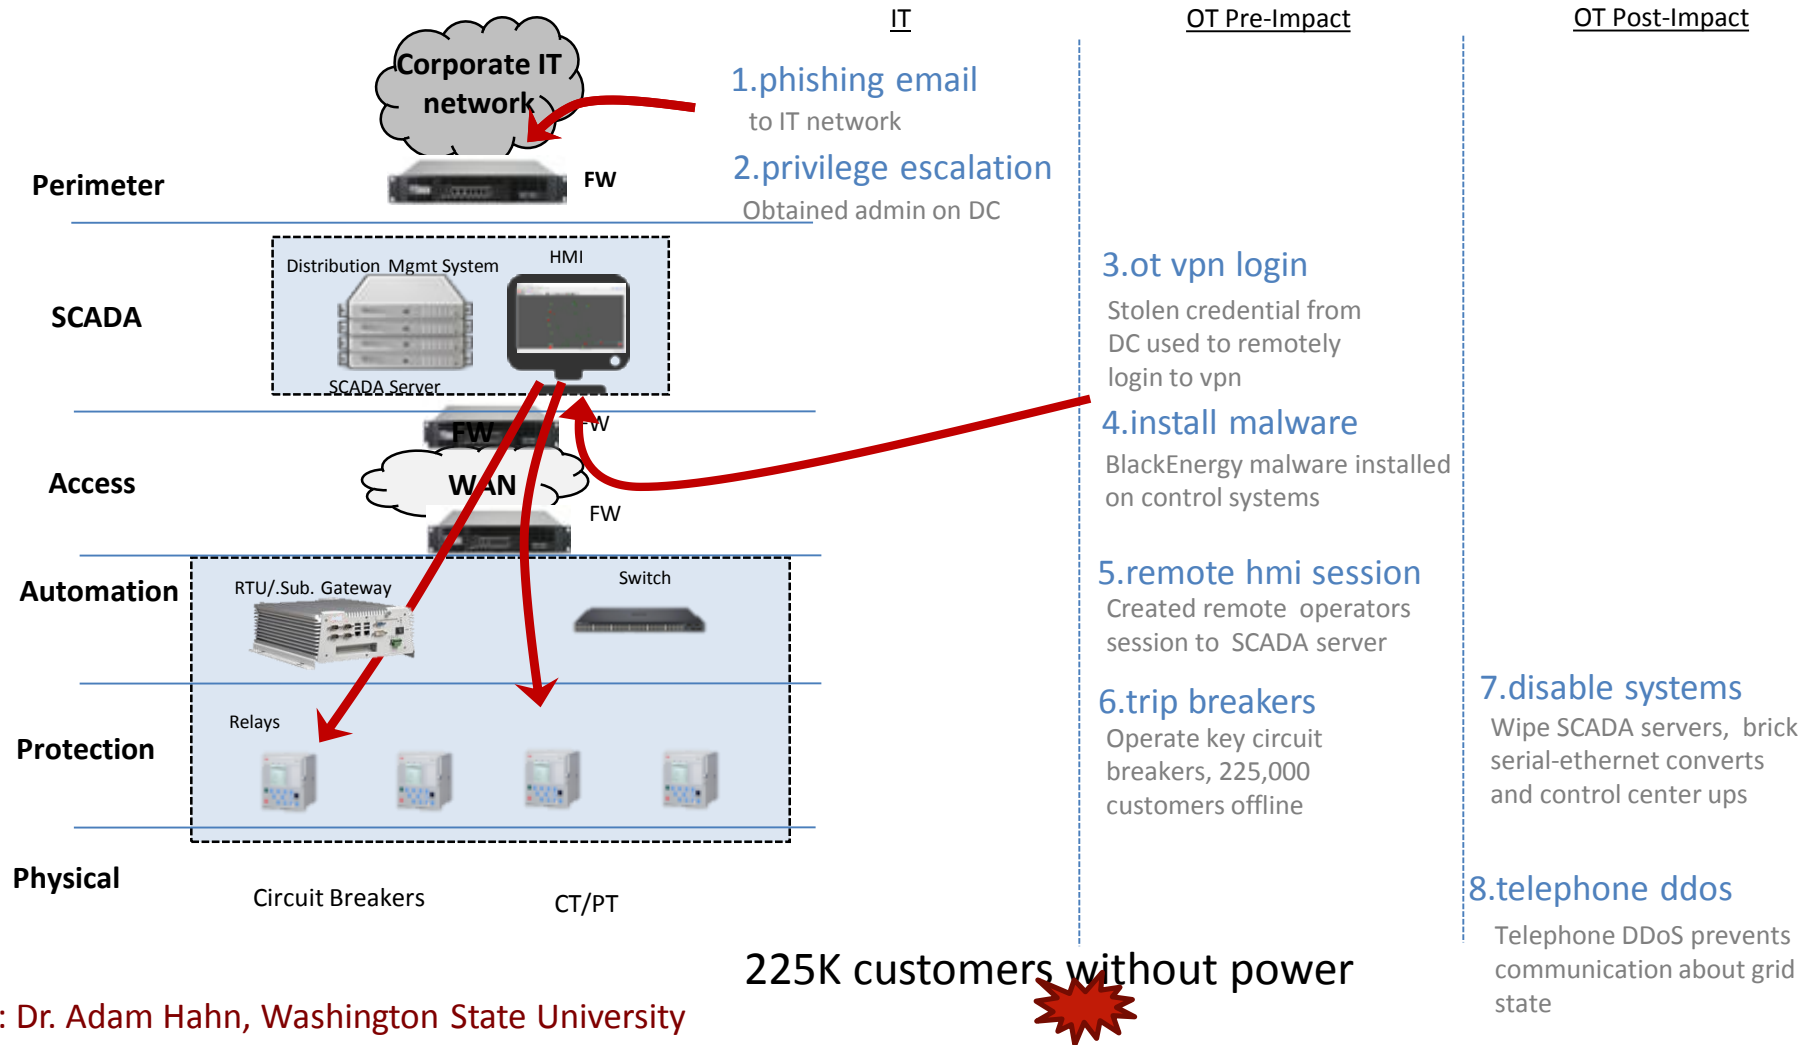 IT
OT Pre-Impact
OT Post-Impact
Corporate IT
network
FW
Perimeter
1.phishing email
to IT network
2.privilege escalation
Obtained admin on DC
Distribution Mgmt System
HMI
SCADA
SCADA Server
3.ot vpn login
Stolen credential from
DC used to remotely
login to vpn
FW
FW
WAN
FW
Access
4.install malware
BlackEnergy malware installed
on control systems
Automation
RTU/.Sub. Gateway
Switch
5.remote hmi session
Created remote operators
session to SCADA server
Protection
Relays
6.trip breakers
Operate key circuit
breakers, 225,000
customers offline
7.disable systems
Wipe SCADA servers, brick
serial-ethernet converts
and control center ups
Physical
Circuit Breakers
CT/PT
8.telephone ddos
Telephone DDoS prevents
communication about grid
state
225K customers without power
: Dr. Adam Hahn, Washington State University